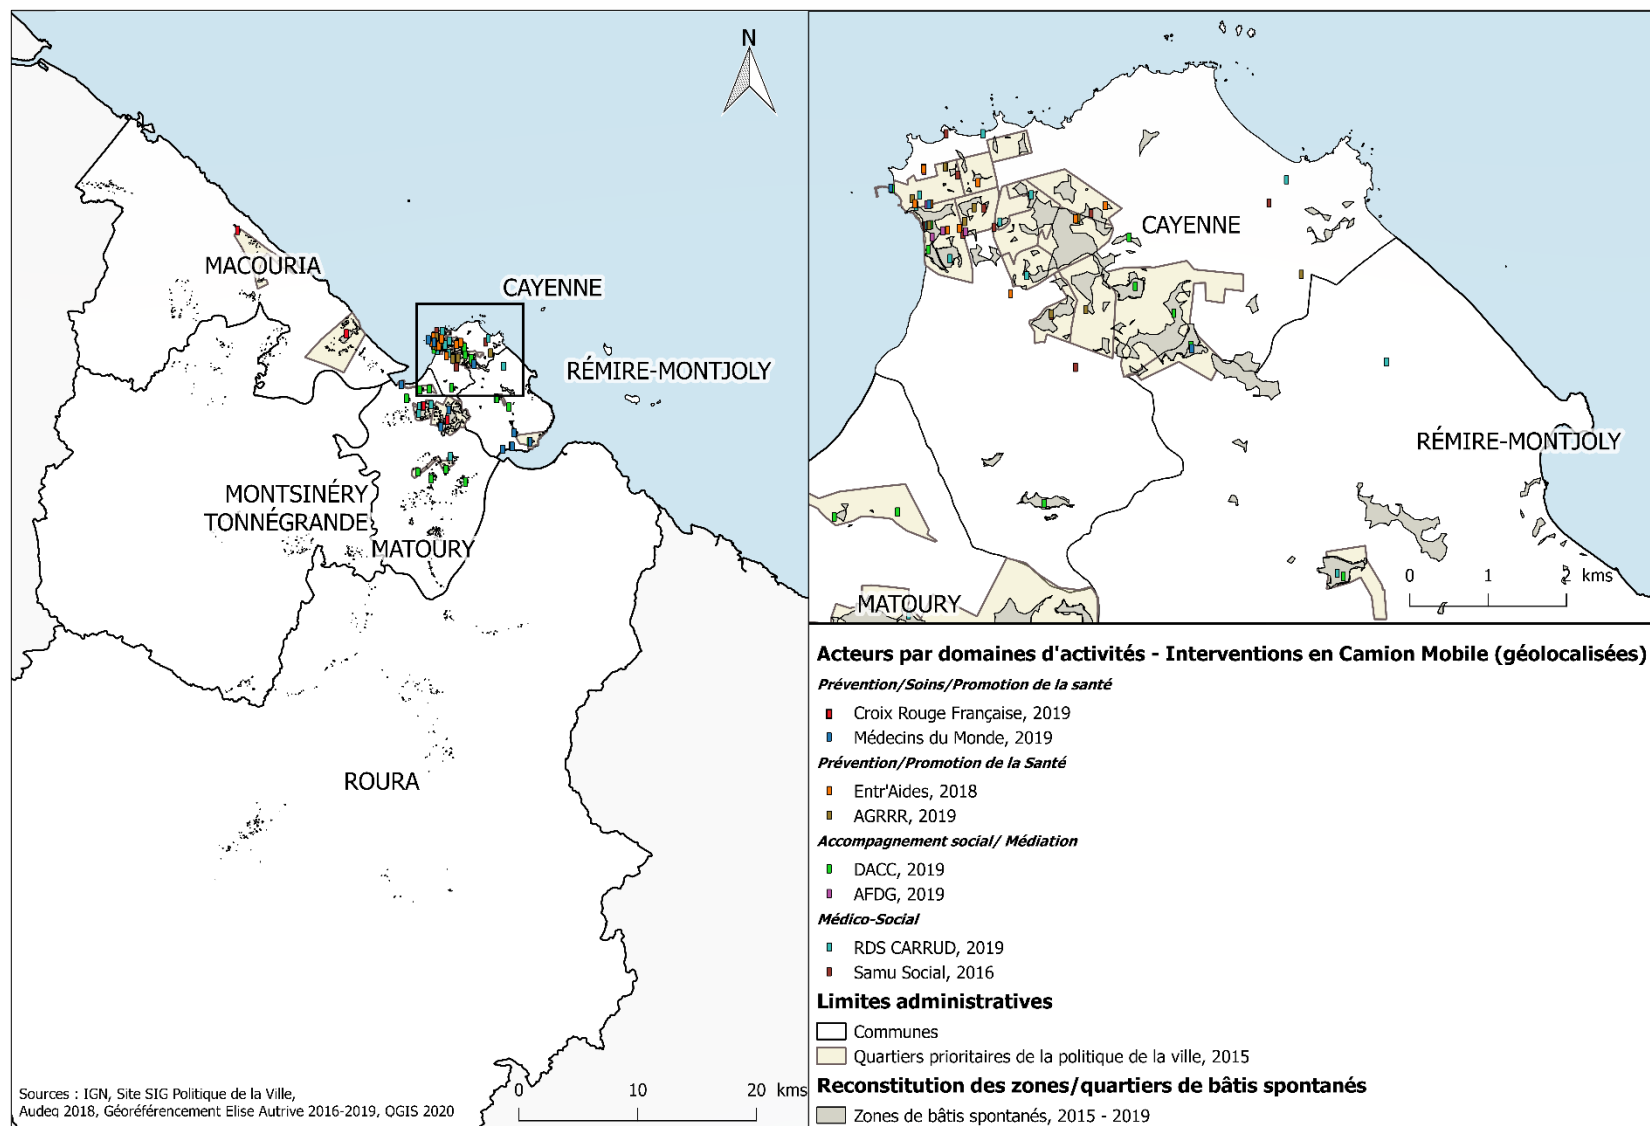 N
MACOURIA
CAYENNE
RÉMIRE-MONTJOLY
MONTSINÉRY
TONNÉGRANDE
MATOURY
ROURA
Sources : IGN, Site SIG Politique de la Ville,
Audeg 2018, Géoréférencement Elise Autrive 2016-2019, QGIS 2020
0 10 20 kms
CAYENNE
RÉMIRE-MONTJOLY
MATOURY
0 1 2 kms
Acteurs par domaines d'activités - Interventions en Camion Mobile (géolocalisées)
Prévention/Soins/Promotion de la santé
Croix Rouge Française, 2019
Médecins du Monde, 2019
Prévention/Promotion de la Santé
Entr'Aides, 2018
AGRRR, 2019
Accompagnement social/ Médiation
DACC, 2019
AFDG, 2019
Médico-Social
RDS CARRUD, 2019
Samu Social, 2016
Limites administratives
Communes
Quartiers prioritaires de la politique de la ville, 2015
Reconstitution des zones/quartiers de bâtis spontanés
Zones de bâtis spontanés, 2015 - 2019